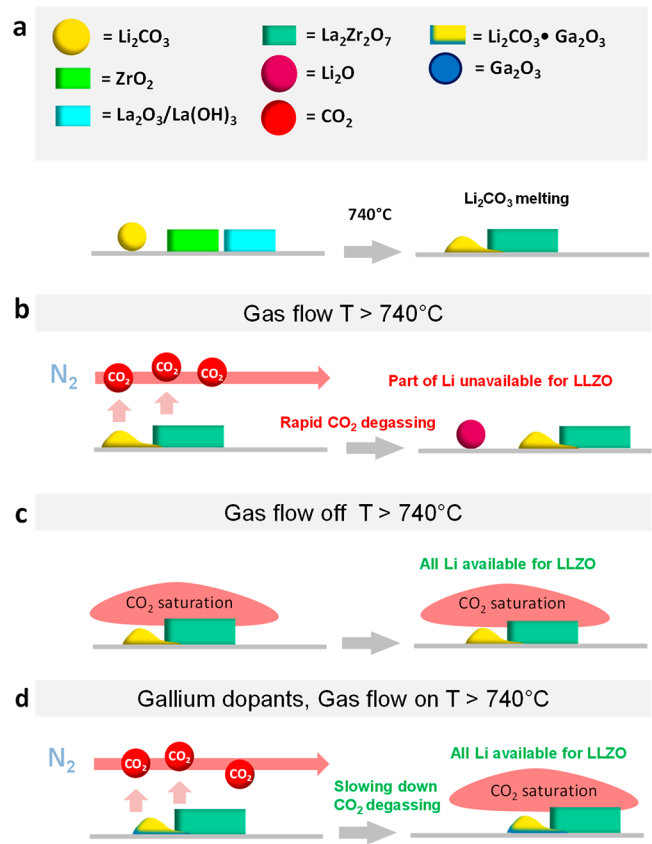 a
= Li₂CO₃
= La₂Zr₂O₇
= Li₂CO₃• Ga₂O₃
= ZrO₂
= Li₂O
= Ga₂O₃
= La₂O₃/La(OH)₃
= CO₂
740°C
Li₂CO₃ melting
b
Gas flow T > 740°C
N₂
CO₂
CO₂
CO₂
Part of Li unavailable for LLZO
Rapid CO₂ degassing
c
Gas flow off T > 740°C
All Li available for LLZO
CO₂ saturation
CO₂ saturation
d
Gallium dopants, Gas flow on T > 740°C
N₂
CO₂
CO₂
CO₂
All Li available for LLZO
Slowing down
CO₂ degassing
CO₂ saturation